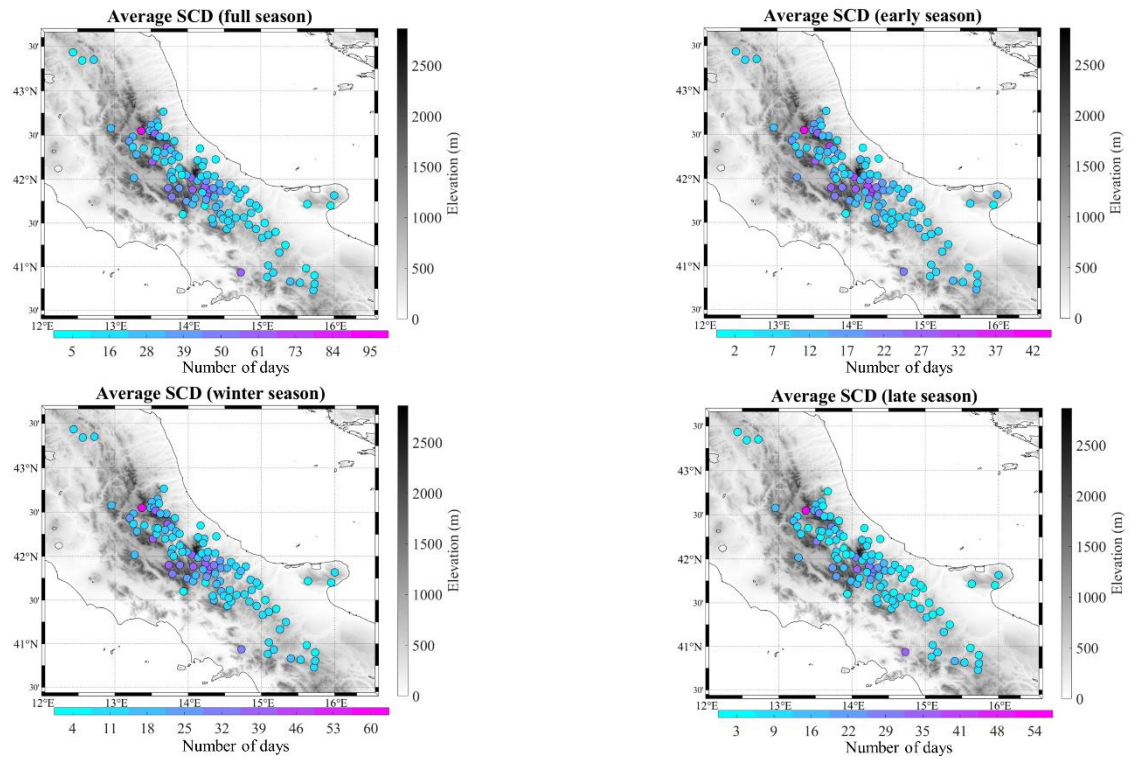 Average SCD (full season)
30'
43°N
30'
42°N
30'
41°N
30'
12°E 13°E 14°E 15°E 16°E
2500
2000
1500
1000
500
0
Elevation (m)
5 16 28 39 50 61 73 84 95
Number of days
Average SCD (early season)
30'
43°N
30'
42°N
30'
41°N
30'
12°E 13°E 14°E 15°E 16°E
2500
2000
1500
1000
500
0
Elevation (m)
2 7 12 17 22 27 32 37 42
Number of days
Average SCD (winter season)
30'
43°N
30'
42°N
30'
41°N
30'
12°E 13°E 14°E 15°E 16°E
2500
2000
1500
1000
500
0
Elevation (m)
4 11 18 25 32 39 46 53 60
Number of days
Average SCD (late season)
30'
43°N
30'
42°N
30'
41°N
30'
12°E 13°E 14°E 15°E 16°E
2500
2000
1500
1000
500
0
Elevation (m)
3 9 16 22 29 35 41 48 54
Number of days